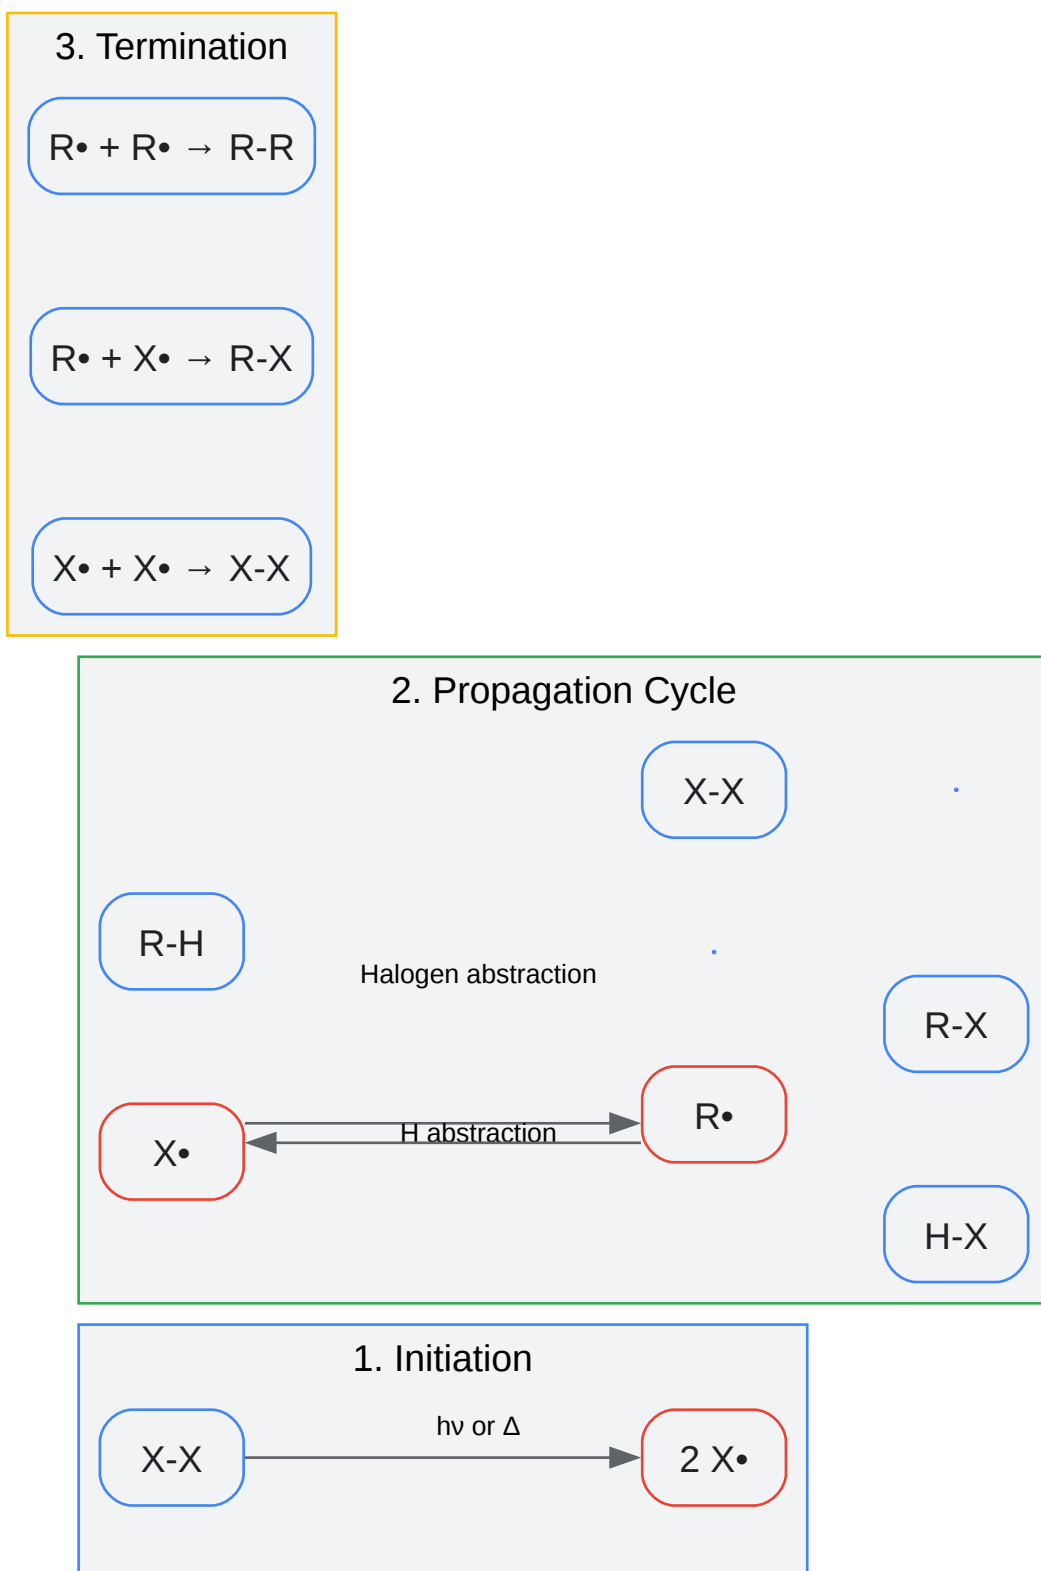 3. Termination
R• + R• → R-R
R• + X• → R-X
X• + X• → X-X
2. Propagation Cycle
X-X
R-H
Halogen abstraction
R-X
R•
H abstraction
X•
H-X
1. Initiation
hν or Δ
X-X
2 X•